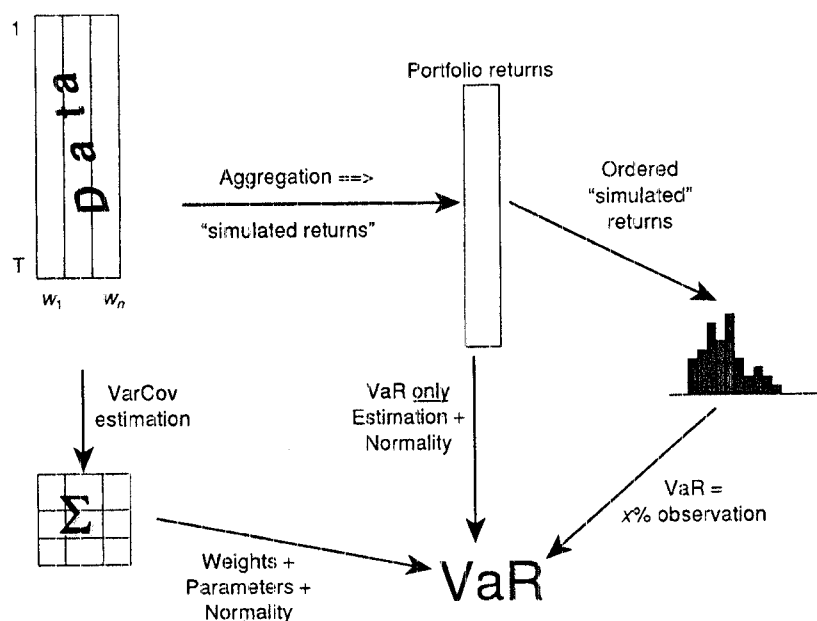 1
Data
T
w₁
wₙ
Portfolio returns
Aggregation ==>
"simulated returns"
Ordered
"simulated"
returns
VarCov
estimation
VaR only
Estimation +
Normality
Σ
Weights +
Parameters +
Normality
VaR =
x% observation
VaR